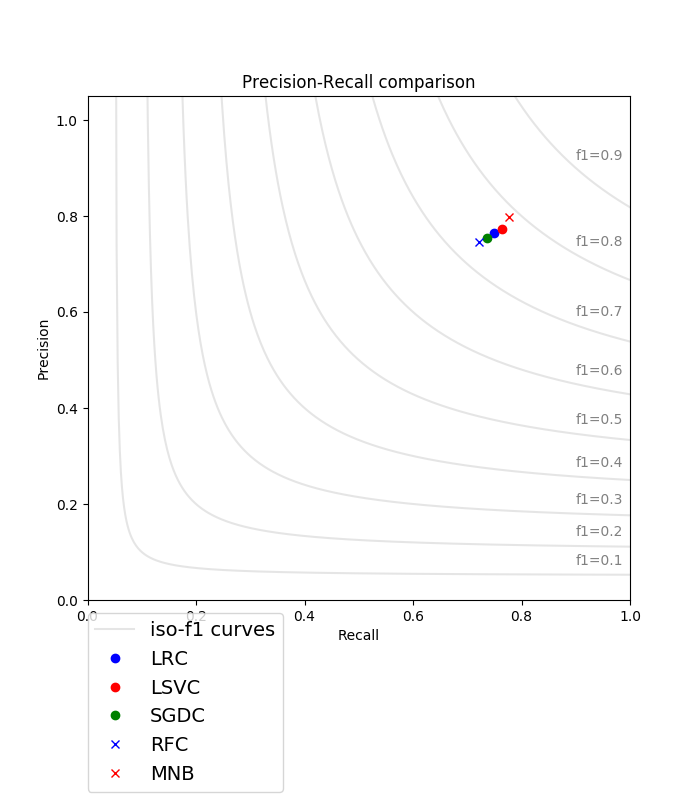 Precision-Recall comparison
1.0
0.8
0.6
0.4
0.2
0.0
Precision
f1=0.9
f1=0.8
f1=0.7
f1=0.6
f1=0.5
f1=0.4
f1=0.3
f1=0.2
f1=0.1
0.0 0.2 0.4 0.6 0.8 1.0
Recall
iso-f1 curves
LRC
LSVC
SGDC
RFC
MNB